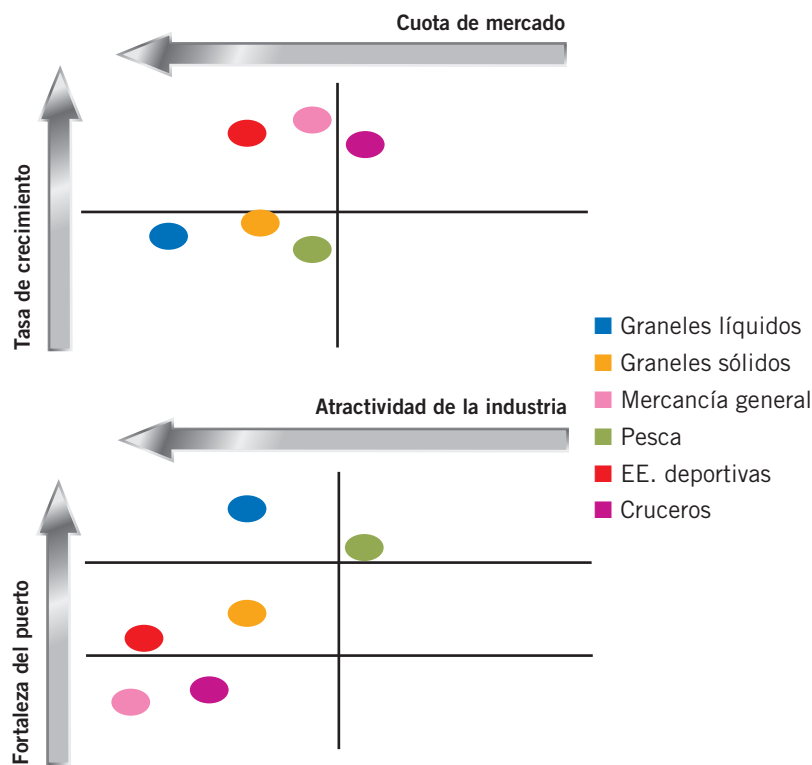 Cuota de mercado
Tasa de crecimiento
Graneles líquidos
Graneles sólidos
Mercancía general
Pesca
EE. deportivas
Cruceros
Atractividad de la industria
Fortaleza del puerto